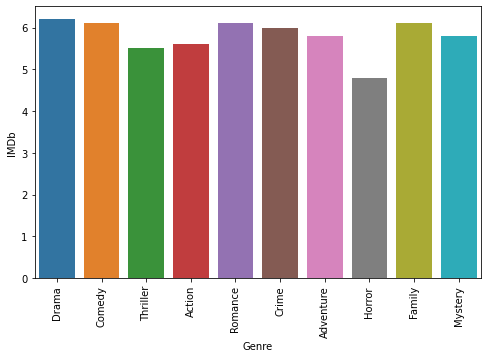 IMDb
6
5
4
3
2
1
0
Drama
Comedy
Thriller
Action
Romance
Crime
Adventure
Horror
Family
Mystery
Genre